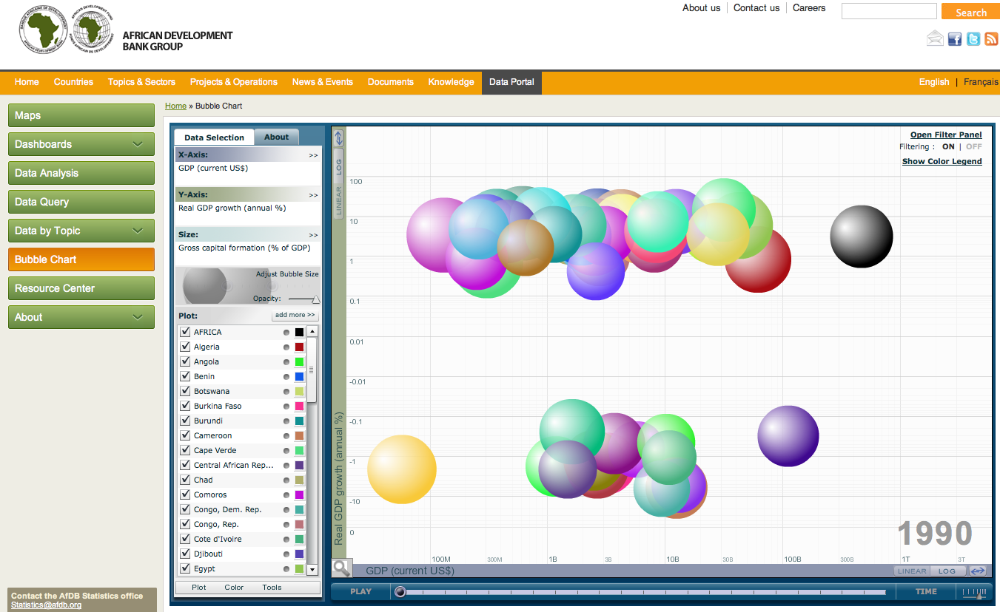 About us | Contact us | Careers
Search
AFRICAN DEVELOPMENT
BANK GROUP
Home Countries Topics & Sectors Projects & Operations News & Events Documents Knowledge Data Portal English | Français
Home » Bubble Chart
Maps
Dashboards
Data Analysis
Data Query
Data by Topic
Bubble Chart
Resource Center
About
Contact the AfDB Statistics office
Statistics@afdb.org
Data Selection About
X-Axis: >>
GDP (current US$)
Y-Axis: >>
Real GDP growth (annual %)
Size: >>
Gross capital formation (% of GDP)
Adjust Bubble Size
Opacity:
Plot: add more >>
AFRICA
Algeria
Angola
Benin
Botswana
Burkina Faso
Burundi
Cameroon
Cape Verde
Central African Rep...
Chad
Comoros
Congo, Dem. Rep.
Congo, Rep.
Cote d'Ivoire
Djibouti
Egypt
Plot Color Tools
Open Filter Panel
Filtering : ON | OFF
Show Color Legend
LOG
LINEAR
100
10
1
0.1
0.01
-0.01
-0.1
-1
-10
0
Real GDP growth (annual %)
1990
100M 300M 1B 3B 10B 30B 100B 300B 1T 3T
GDP (current US$) LINEAR LOG
PLAY TIME